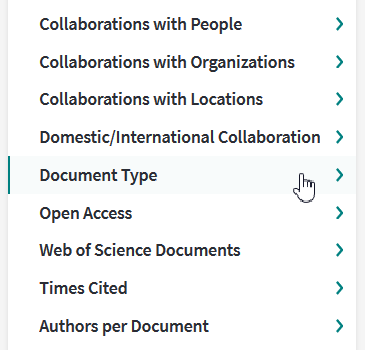 Collaborations with People
Collaborations with Organizations
Collaborations with Locations
Domestic/International Collaboration
Document Type
Open Access
Web of Science Documents
Times Cited
Authors per Document